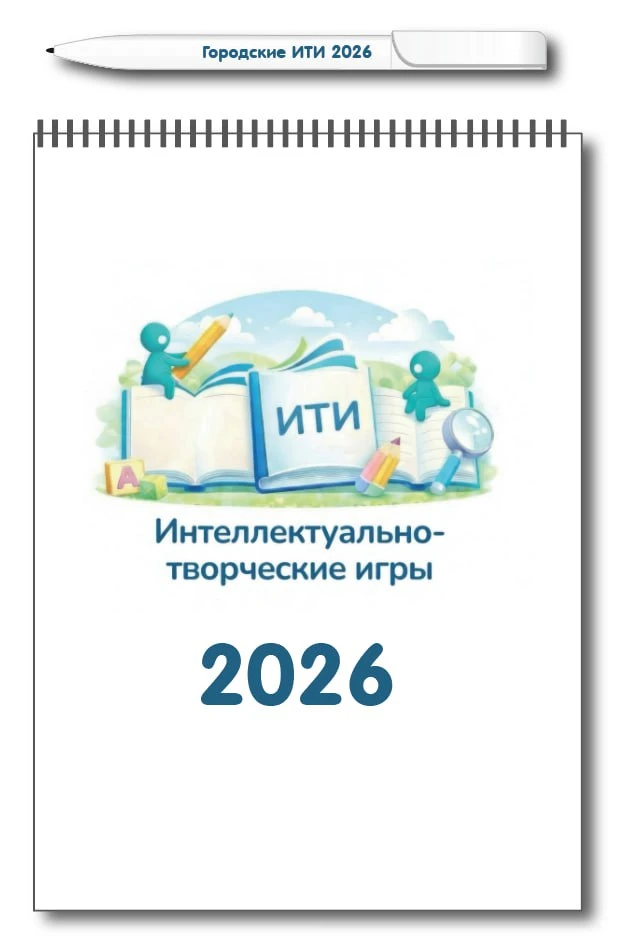 Городские ИТИ 2026
ИТИ
А
Интеллектуально-
творческие игры
2026